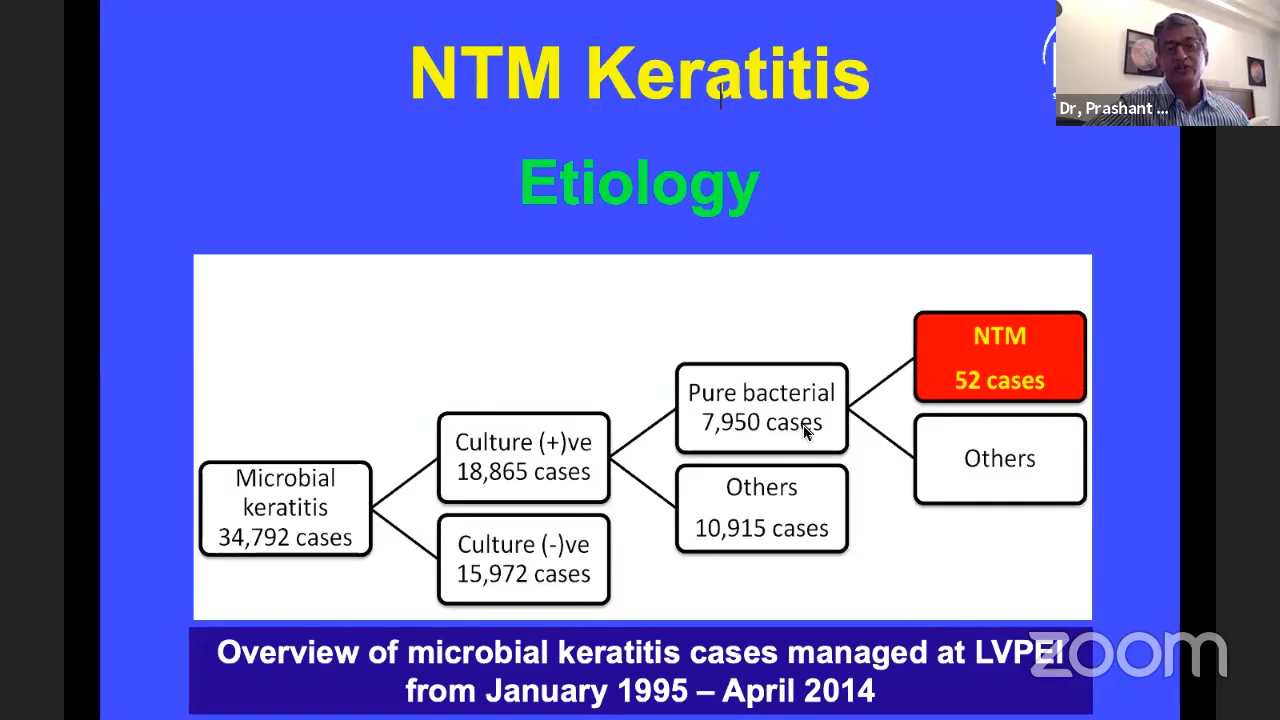 NTM Keratitis
Etiology
Dr, Prashant ...
Microbial
keratitis
34,792 cases
Culture (+)ve
18,865 cases
Culture (-)ve
15,972 cases
Pure bacterial
7,950 cases
Others
10,915 cases
NTM
52 cases
Others
Overview of microbial keratitis cases managed at LVPEI
from January 1995 – April 2014
zoom